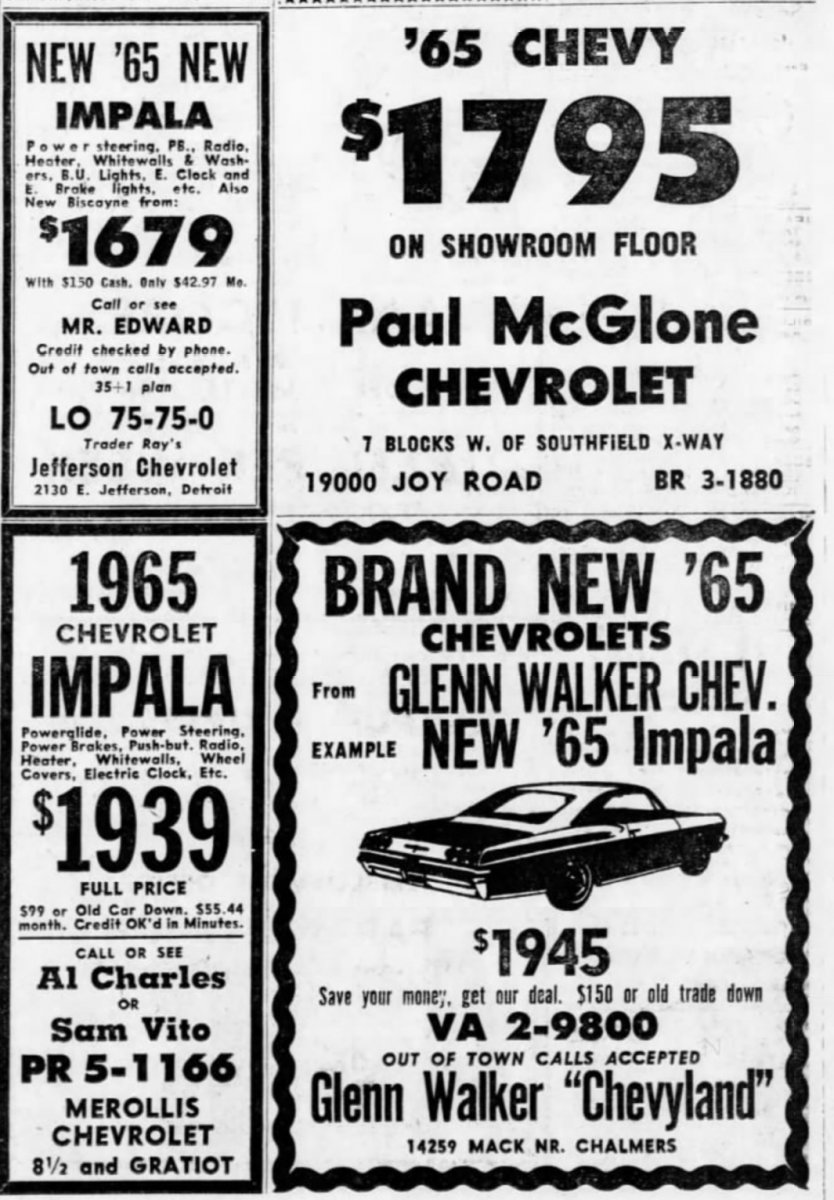 NEW '65 NEW
IMPALA
Power steering, PB., Radio,
Heater, Whitewalls & Wash-
ers, B.U. Lights, E. Clock and
E. Brake lights, etc. Also
New Biscayne from:
$1679
With $150 Cash. Only $42.97 Mo.
Call or see
MR. EDWARD
Credit checked by phone.
Out of town calls accepted.
35+1 plan
LO 75-75-0
Trader Ray's
Jefferson Chevrolet
2130 E. Jefferson, Detroit
'65 CHEVY
$1795
ON SHOWROOM FLOOR
Paul McGlone
CHEVROLET
7 BLOCKS W. OF SOUTHFIELD X-WAY
19000 JOY ROAD BR 3-1880
1965
CHEVROLET
IMPALA
Powerglide, Power Steering,
Power Brakes, Push-but. Radio,
Heater, Whitewalls, Wheel
Covers, Electric Clock, Etc.
$1939
FULL PRICE
$99 or Old Car Down. $55.44
month. Credit OK'd in Minutes.
CALL OR SEE
Al Charles
OR
Sam Vito
PR 5-1166
MEROLLIS
CHEVROLET
8½ and GRATIOT
BRAND NEW '65
CHEVROLETS
From GLENN WALKER CHEV.
EXAMPLE NEW '65 Impala
$1945
Save your money, get our deal. $150 or old trade down
VA 2-9800
OUT OF TOWN CALLS ACCEPTED
Glenn Walker "Chevyland"
14259 MACK NR. CHALMERS